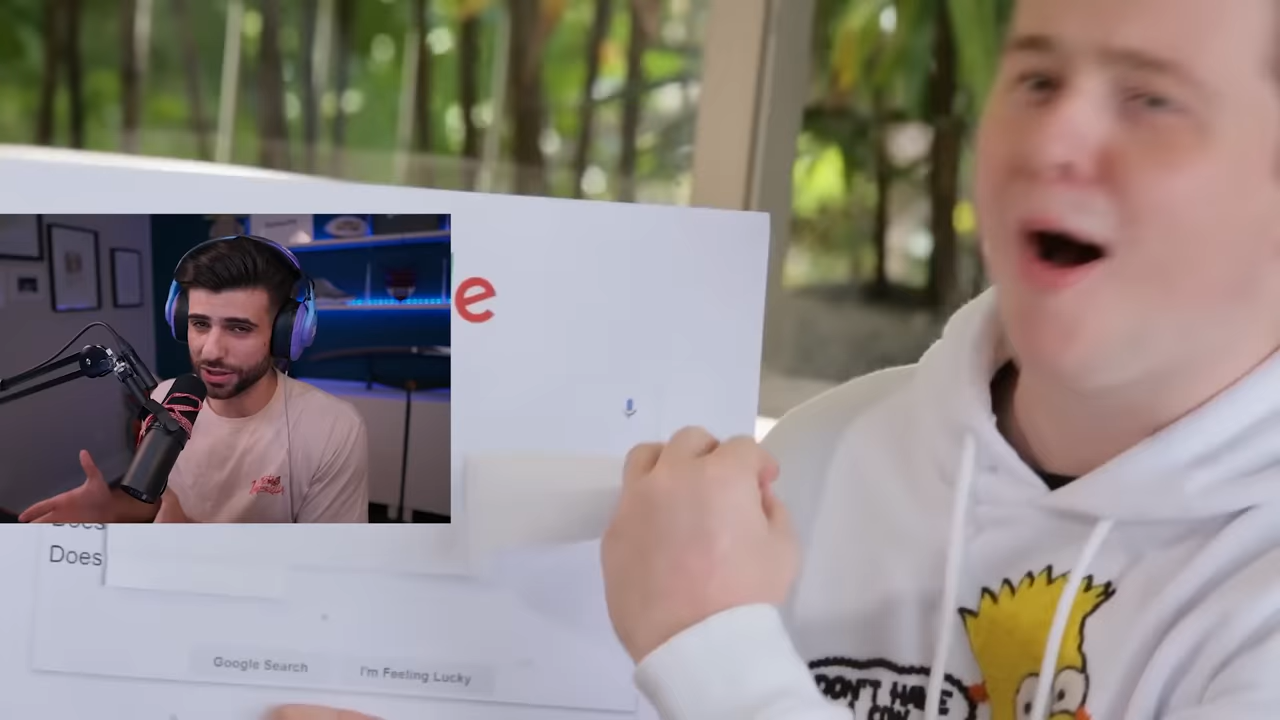 e
Does
Does
Google Search
I'm Feeling Lucky
DON'T HAVE
A COW